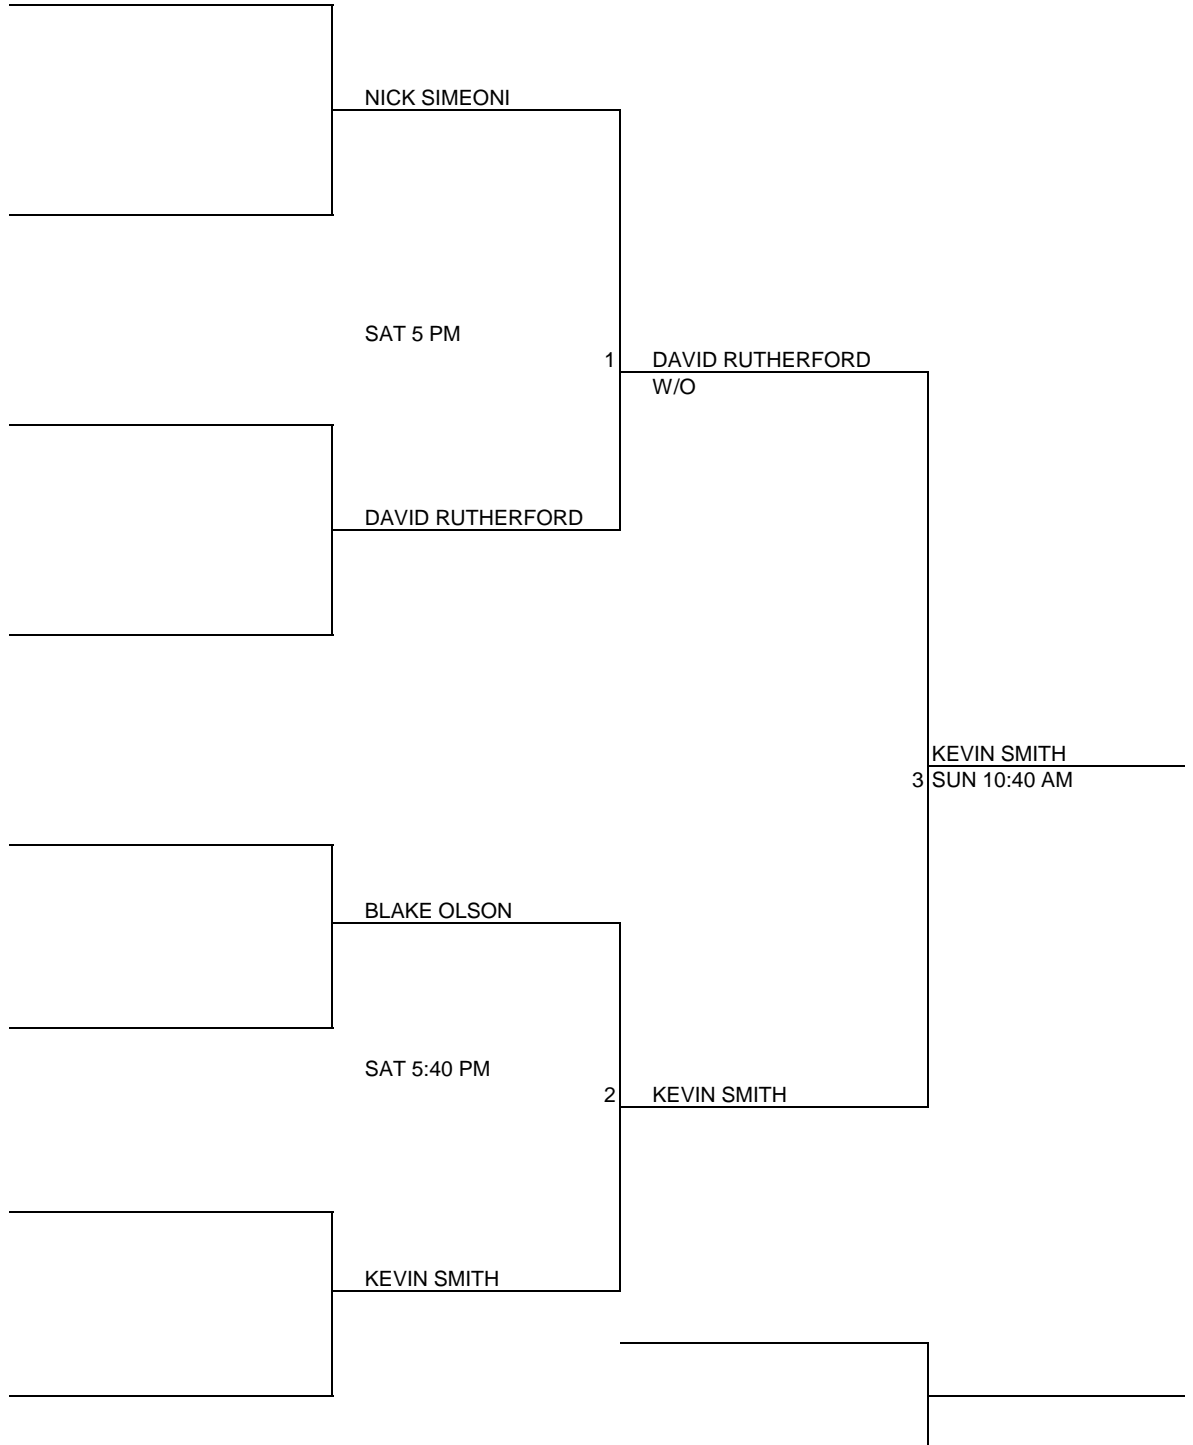 NICK SIMEONI
SAT 5 PM
1 DAVID RUTHERFORD
W/O
DAVID RUTHERFORD
KEVIN SMITH
3 SUN 10:40 AM
BLAKE OLSON
SAT 5:40 PM
2 KEVIN SMITH
KEVIN SMITH